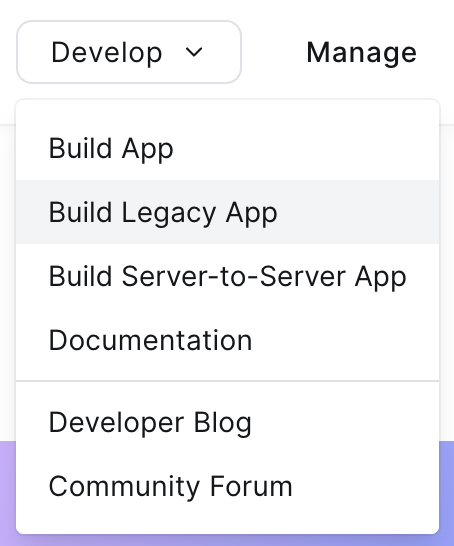 Develop
Manage
Build App
Build Legacy App
Build Server-to-Server App
Documentation
Developer Blog
Community Forum